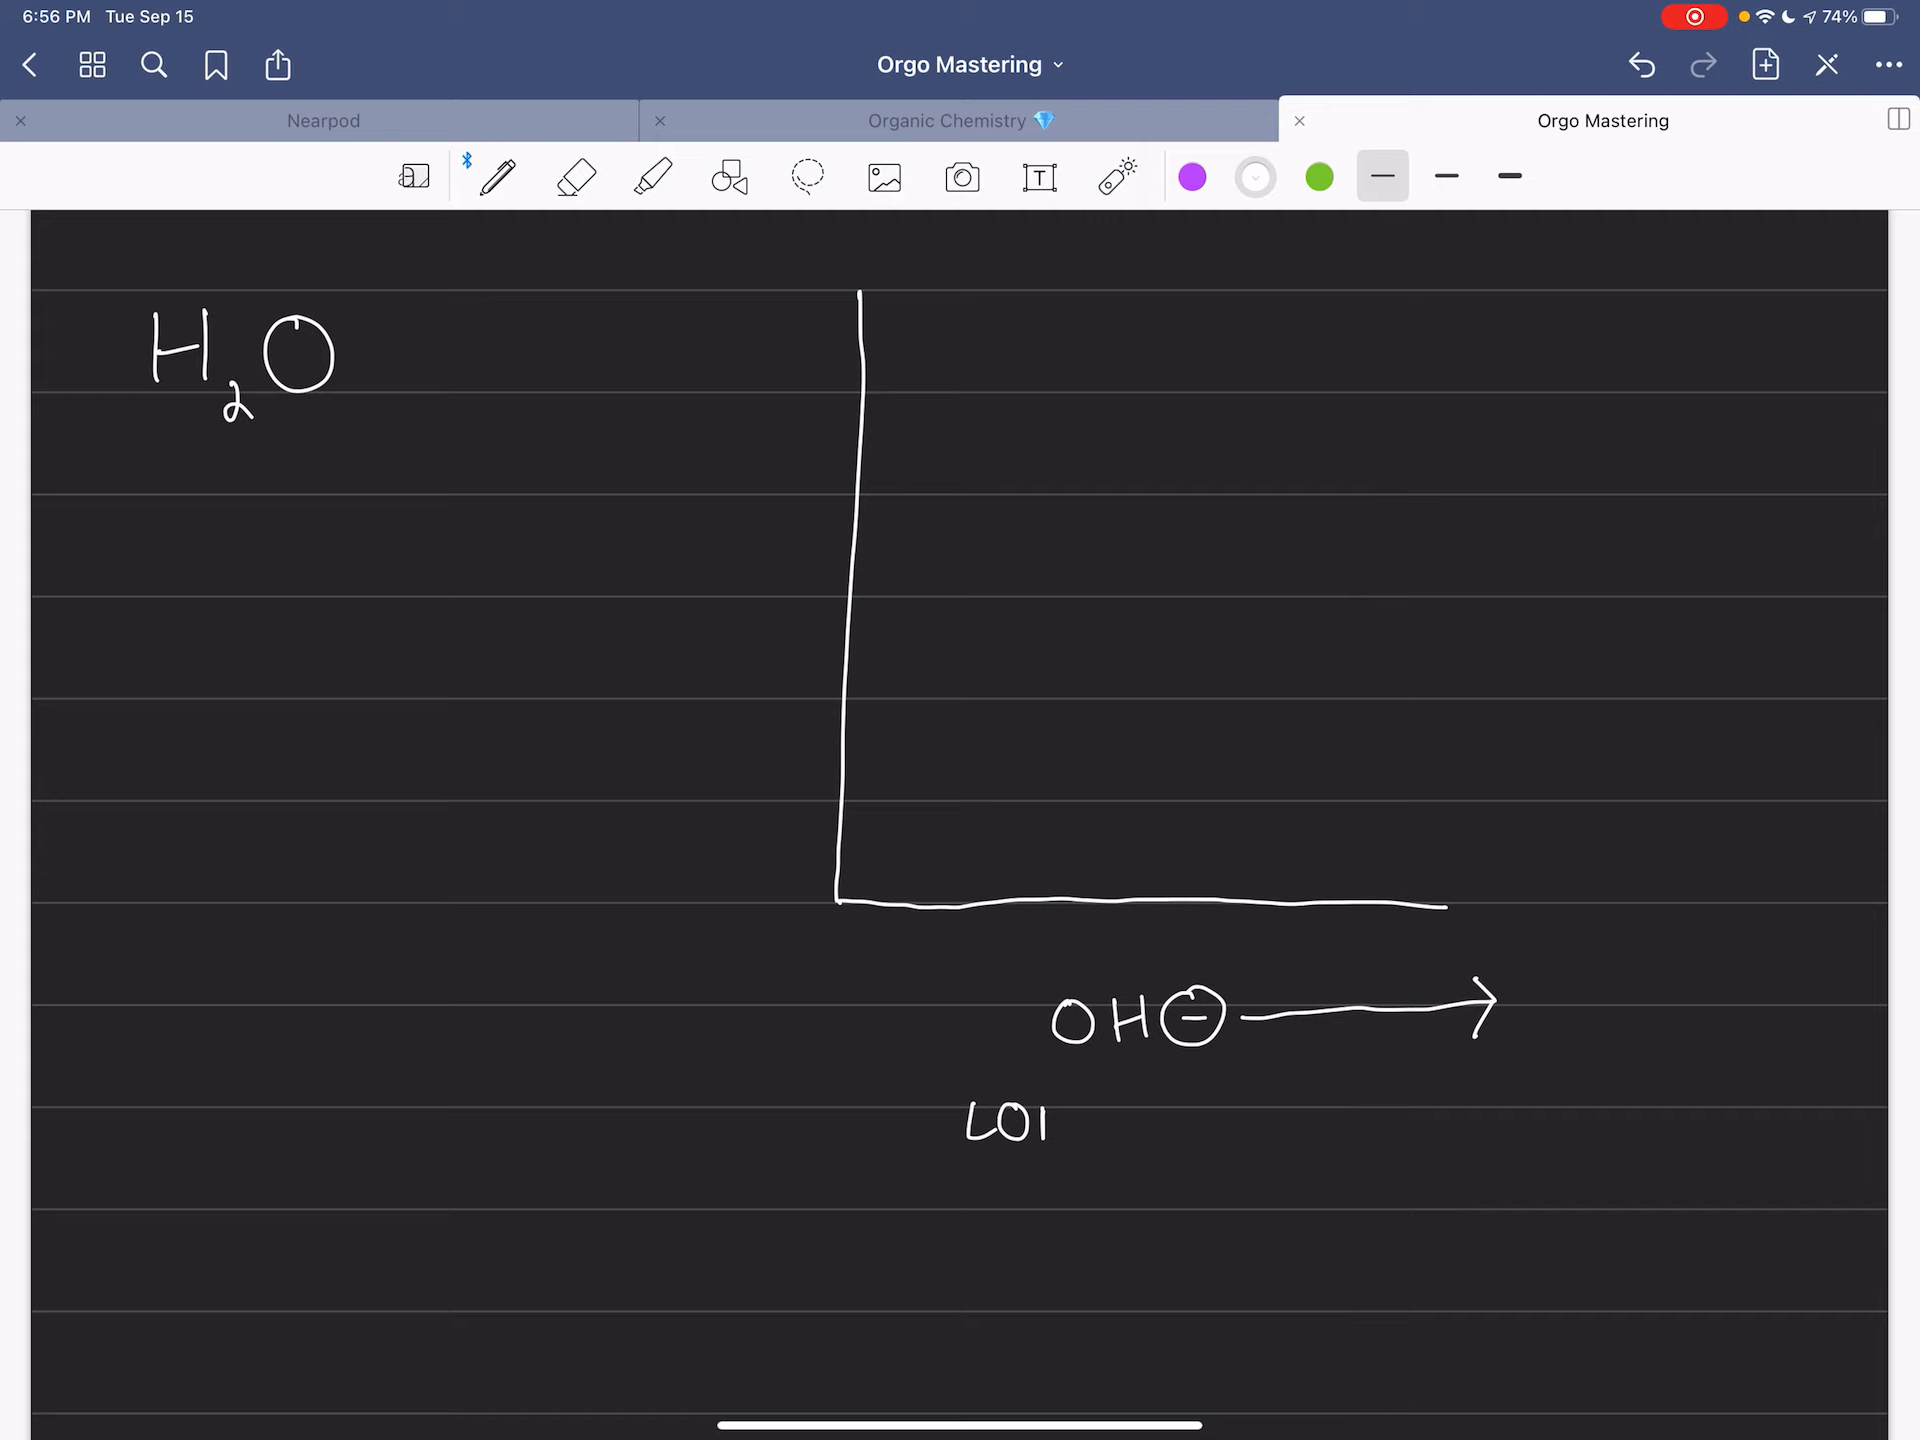 6:56 PM Tue Sep 15
74%
Orgo Mastering
Nearpod
Organic Chemistry 💎
Orgo Mastering
H₂O
OH⊖ →
LOI